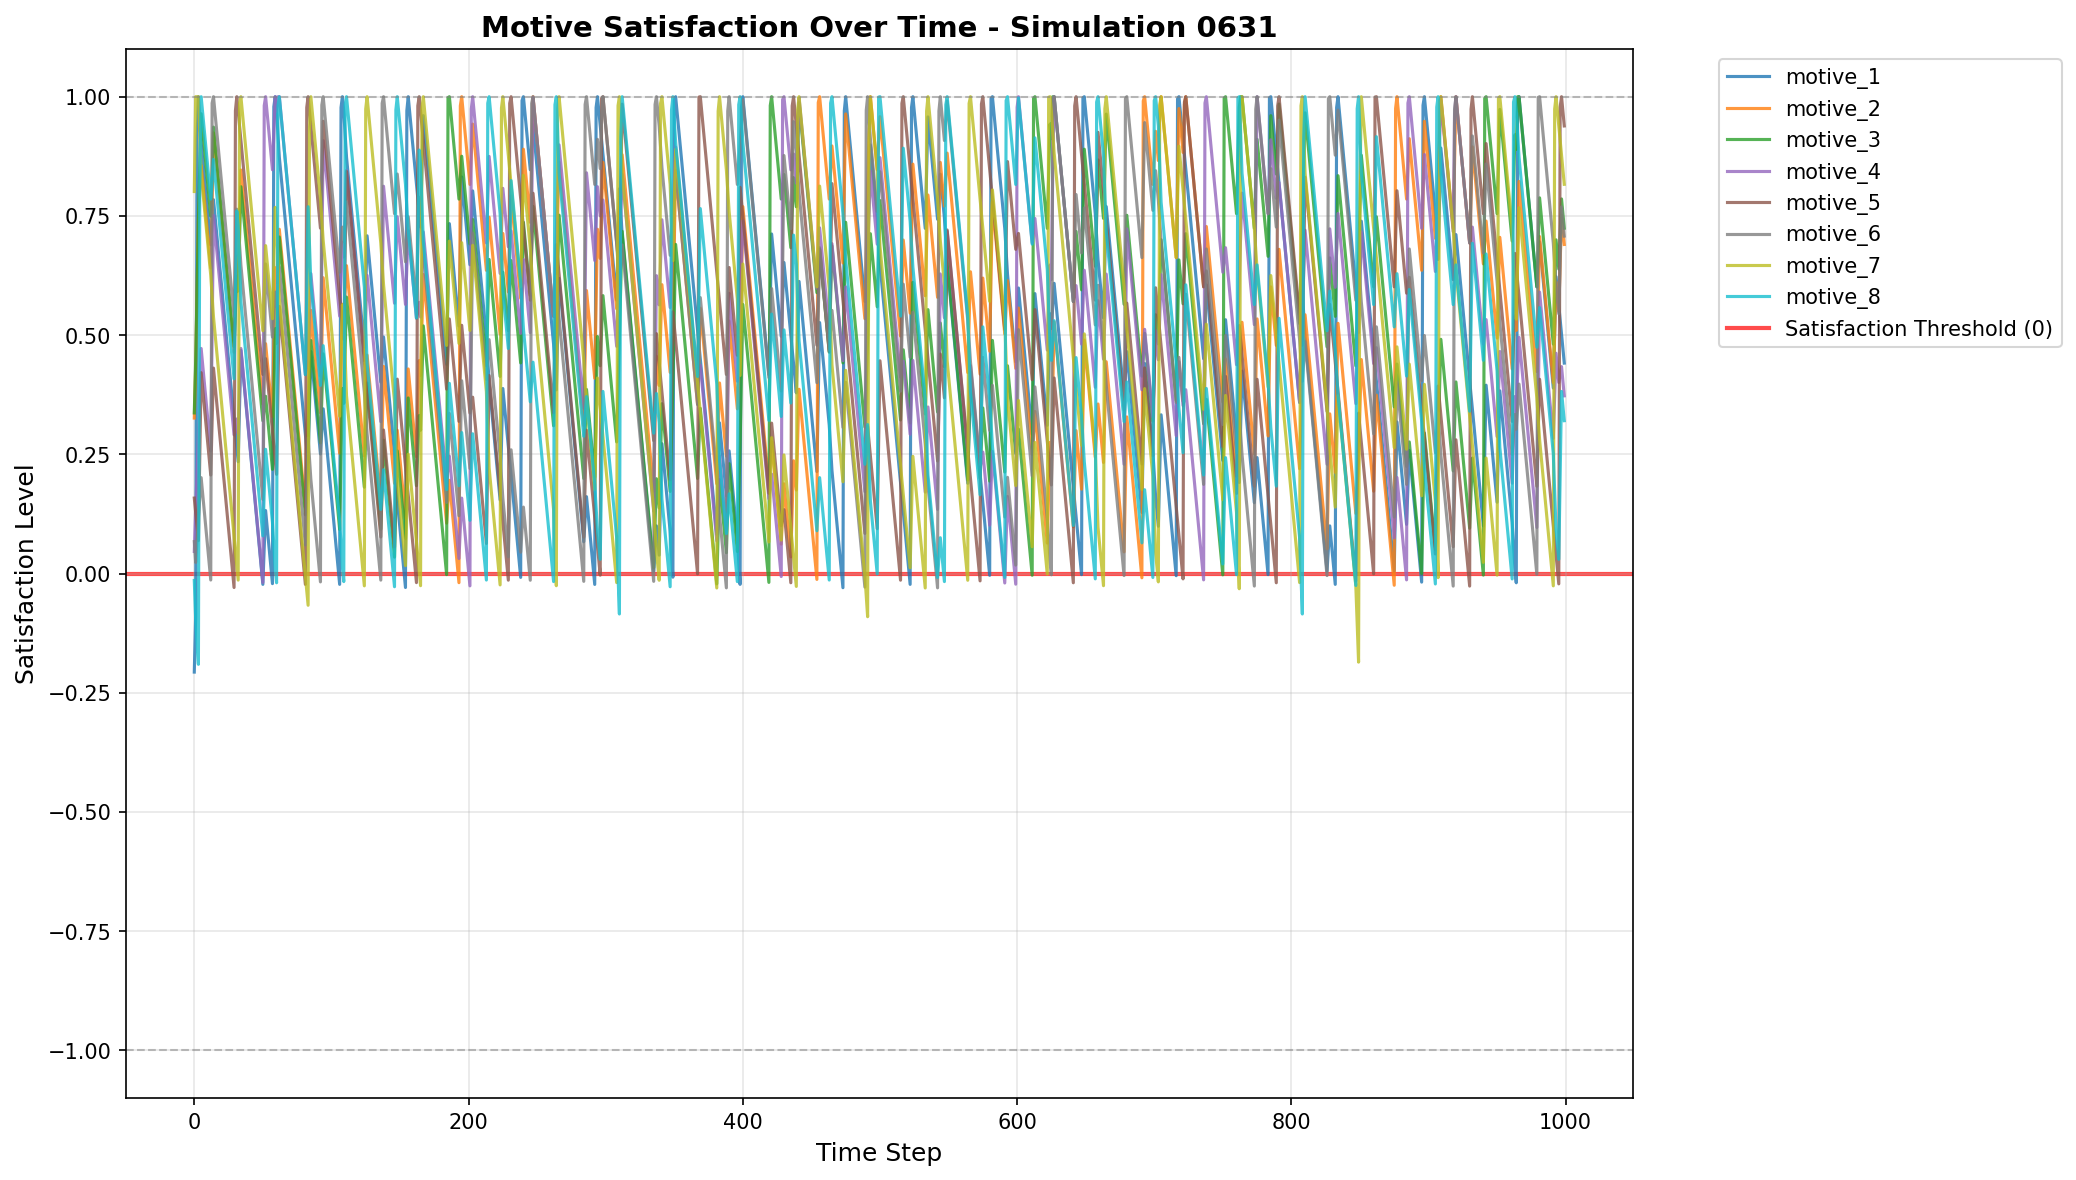 Motive Satisfaction Over Time - Simulation 0631
motive_1
motive_2
motive_3
motive_4
motive_5
motive_6
motive_7
motive_8
Satisfaction Threshold (0)
Satisfaction Level
1.00
0.75
0.50
0.25
0.00
−0.25
−0.50
−0.75
−1.00
0 200 400 600 800 1000
Time Step